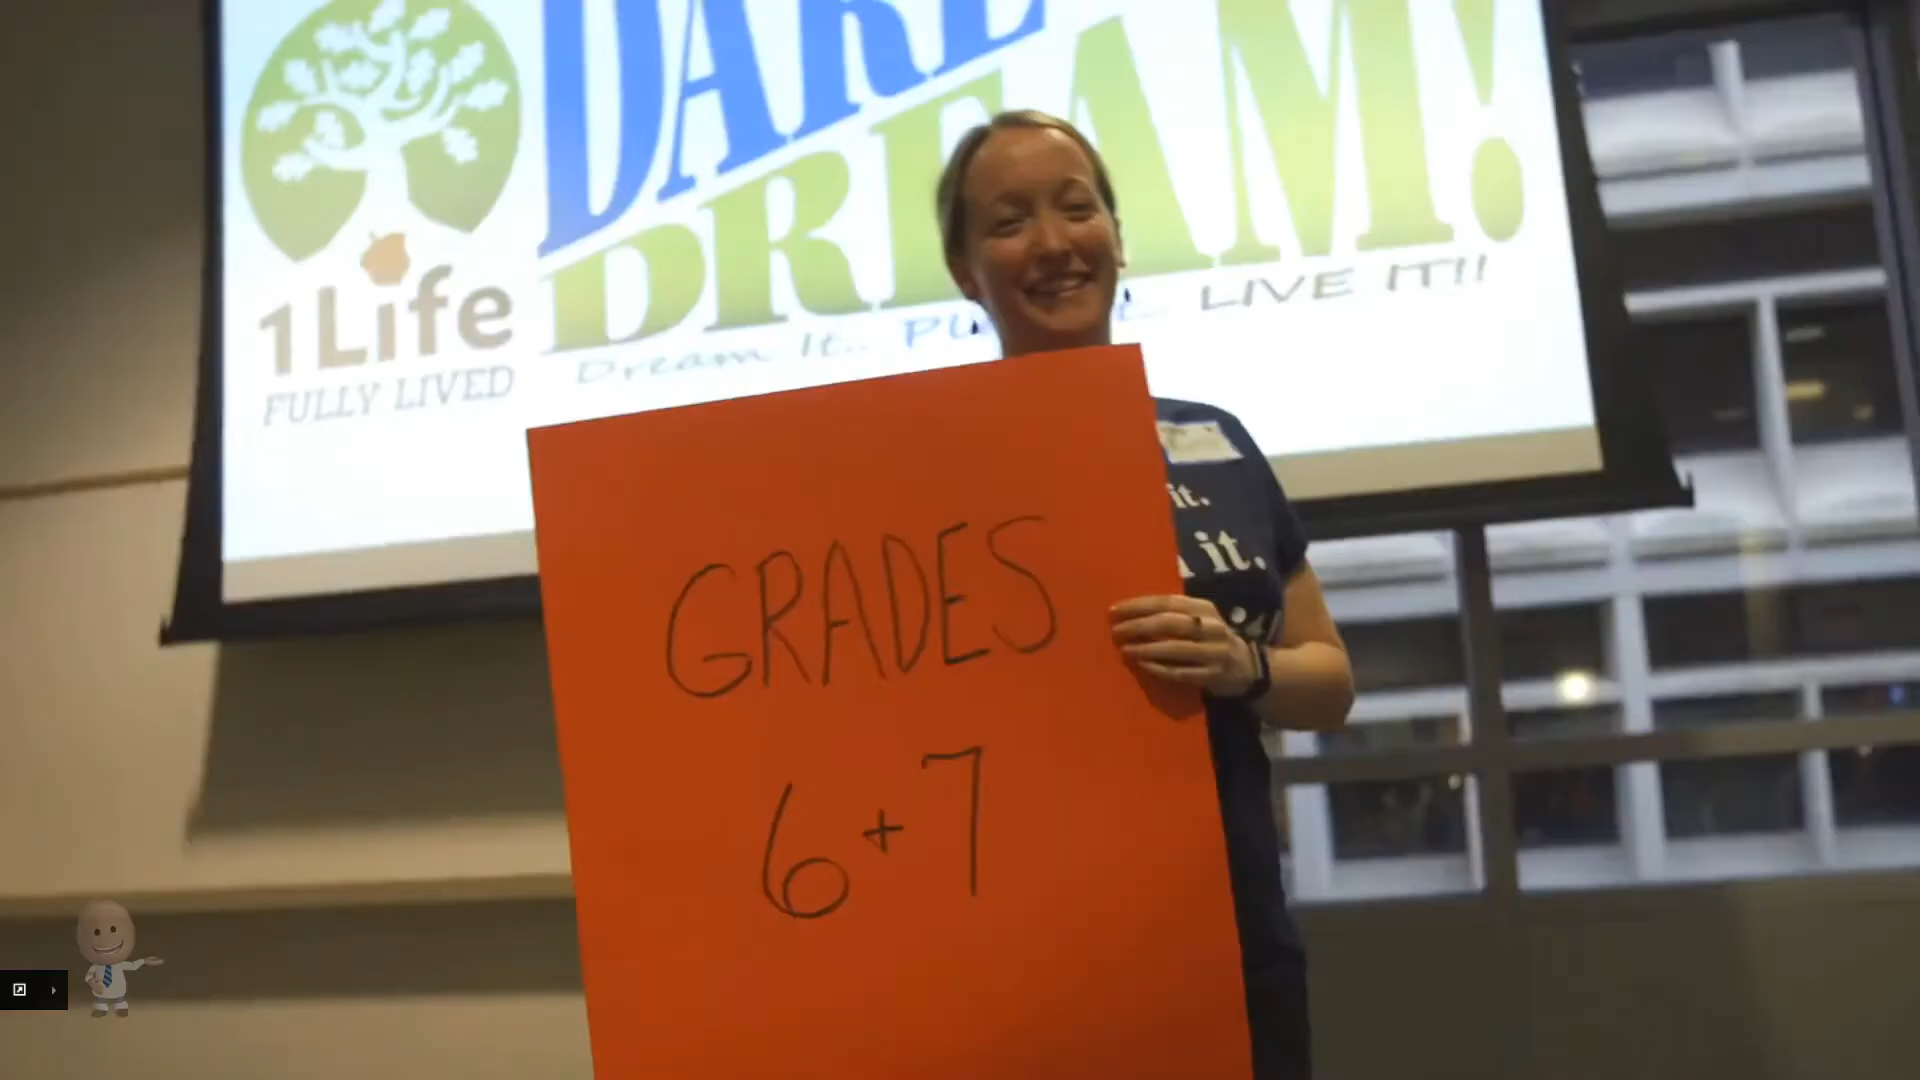 DARE
DREAM!
1Life
FULLY LIVED
Dream It.. LIVE IT!!
it.
it.
GRADES
6+7